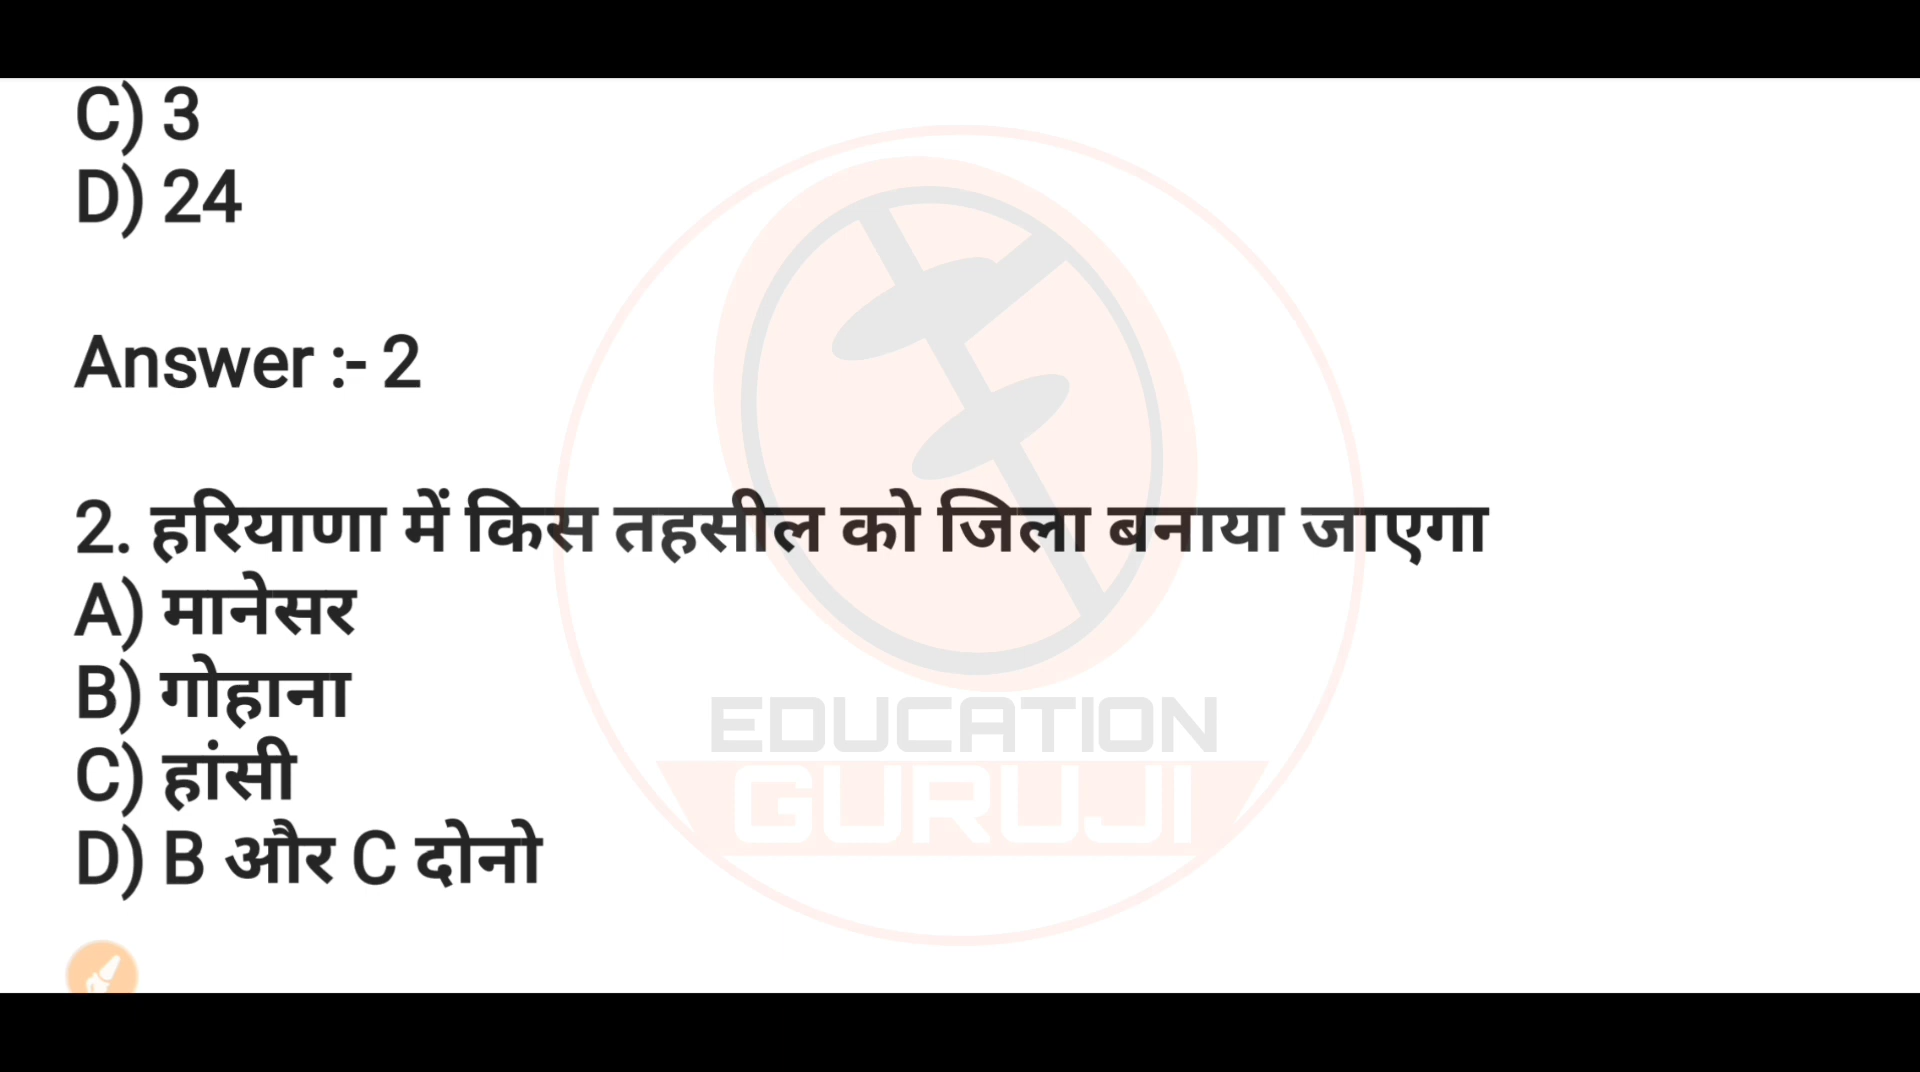 C) 3
D) 24
Answer :- 2
2. हरियाणा में किस तहसील को जिला बनाया जाएगा
A) मानेसर
B) गोहाना
C) हांसी
D) B और C दोनो
EDUCATION
GURUJI